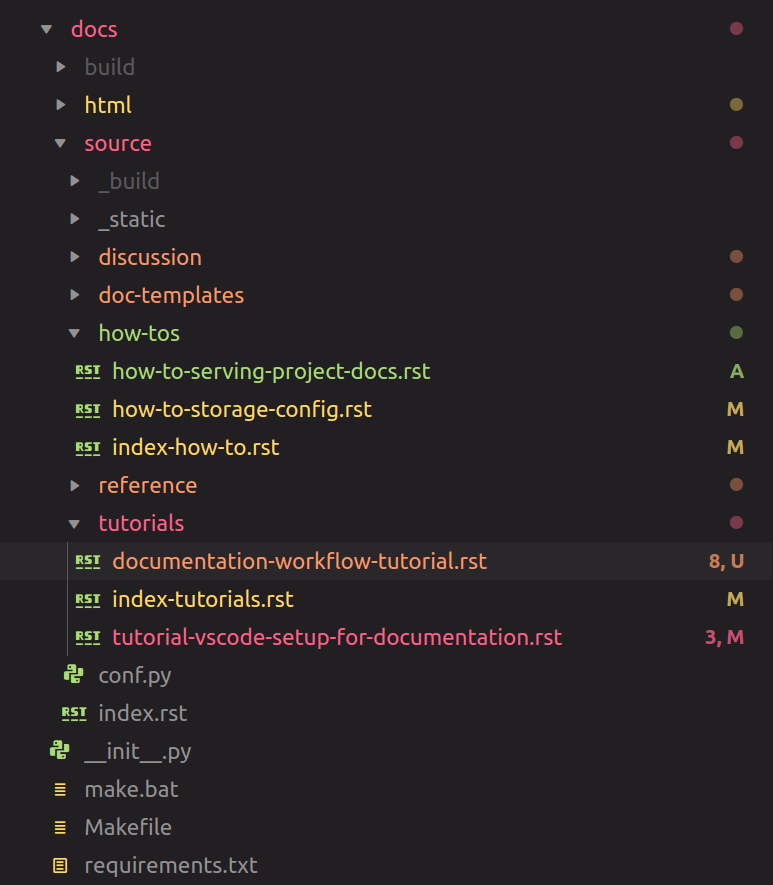 docs
build
html
source
_build
_static
discussion
doc-templates
how-tos
RST how-to-serving-project-docs.rst A
RST how-to-storage-config.rst M
RST index-how-to.rst M
reference
tutorials
RST documentation-workflow-tutorial.rst 8, U
RST index-tutorials.rst M
RST tutorial-vscode-setup-for-documentation.rst 3, M
conf.py
RST index.rst
__init__.py
make.bat
Makefile
requirements.txt